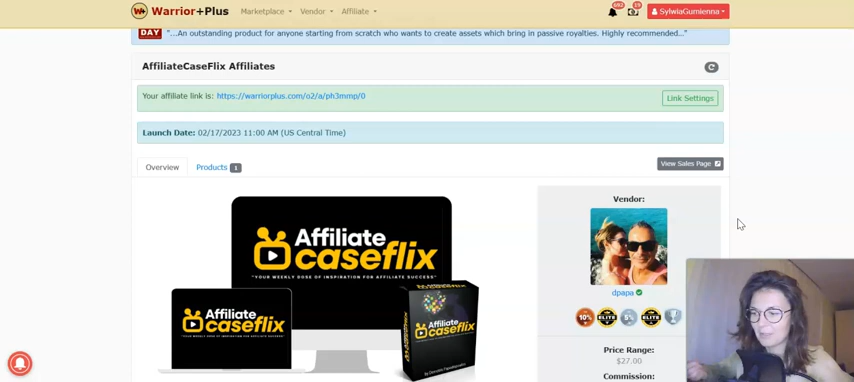 Warrior+Plus
Marketplace
Vendor
Affiliate
692
19
SylwiaGumienna
DAY
"...An outstanding product for anyone starting from scratch who wants to create assets which bring in passive royalties. Highly recommended..."
AffiliateCaseFlix Affiliates
Your affiliate link is: https://warriorplus.com/o2/a/ph3mmp/0
Link Settings
Launch Date: 02/17/2023 11:00 AM (US Central Time)
Overview
Products 1
View Sales Page
Vendor:
Affiliate
caseflix
"YOUR WEEKLY DOSE OF INSPIRATION FOR AFFILIATE SUCCESS"
Affiliate
caseflix
Affiliate
caseflix
dpapa
10%
ELITE
5%
ELITE
Price Range:
$27.00
Commission: